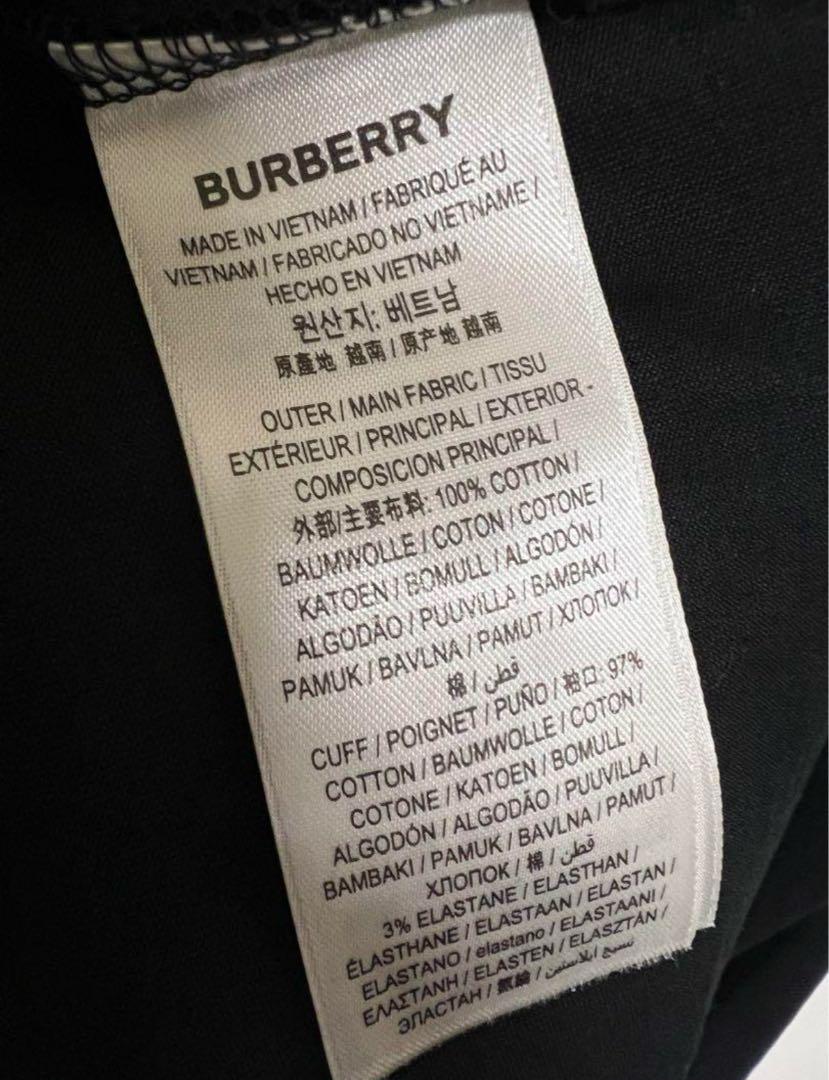 BURBERRY
MADE IN VIETNAM / FABRIQUÉ AU
VIETNAM / FABRICADO NO VIETNAME /
HECHO EN VIETNAM
원산지: 베트남
原產地 越南 / 原产地 越南
OUTER / MAIN FABRIC / TISSU
EXTÉRIEUR / PRINCIPAL / EXTERIOR -
COMPOSICION PRINCIPAL /
外部/主要布料: 100% COTTON /
BAUMWOLLE / COTON / COTONE /
KATOEN / BOMULL / ALGODÓN /
ALGODÃO / PUUVILLA / BAMBAKI /
PAMUK / BAVLNA / PAMUT / ХЛОПОК /
棉 / قطن
CUFF / POIGNET / PUÑO / 袖口: 97%
COTTON / BAUMWOLLE / COTON /
COTONE / KATOEN / BOMULL /
ALGODÓN / ALGODÃO / PUUVILLA /
BAMBAKI / PAMUK / BAVLNA / PAMUT /
ХЛОПОК / 棉 / قطن
3% ELASTANE / ELASTHAN /
ÉLASTHANNE / ELASTAAN / ELASTAN /
ELASTANO / elastano / ELASTAANI /
ΕΛΑΣΤΑΝΗ / ELASTEN / ELASZTÁN /
ЭЛАСТАН / 氨綸 / نسيج ايلاستين